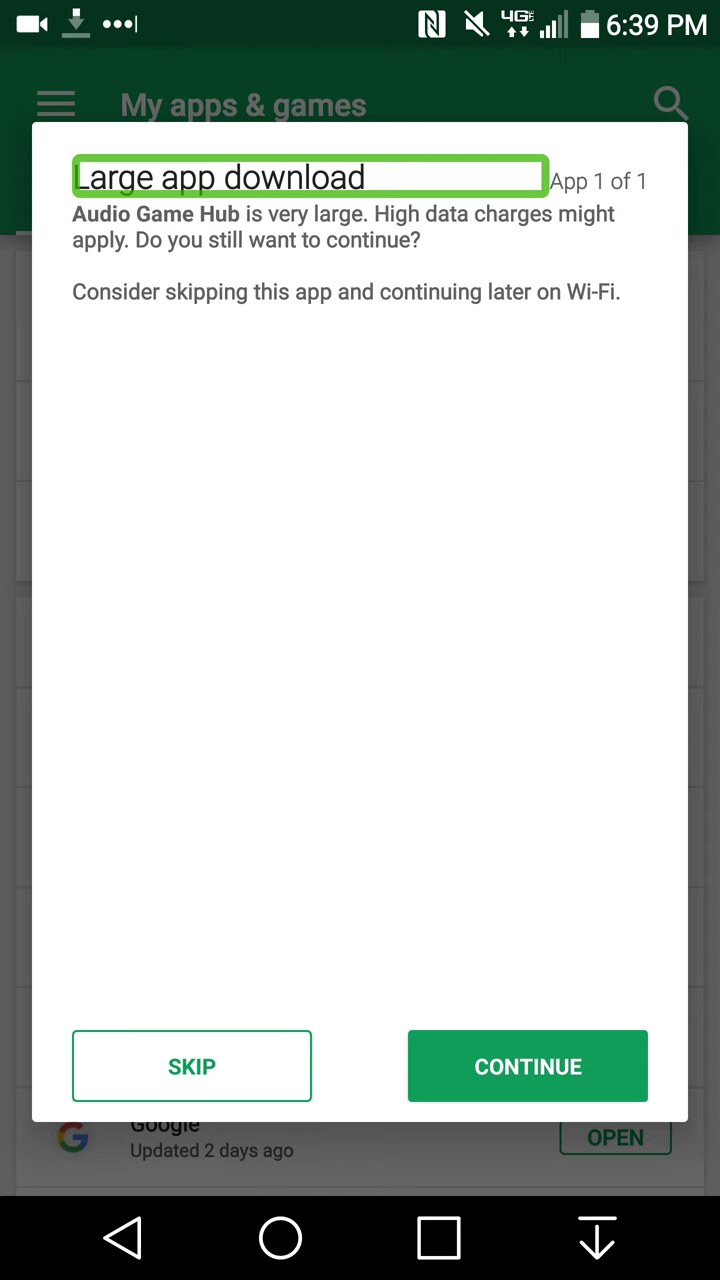 4G LTE 6:39 PM
My apps & games
Large app download App 1 of 1
Audio Game Hub is very large. High data charges might
apply. Do you still want to continue?
Consider skipping this app and continuing later on Wi-Fi.
SKIP CONTINUE
Google
Updated 2 days ago OPEN